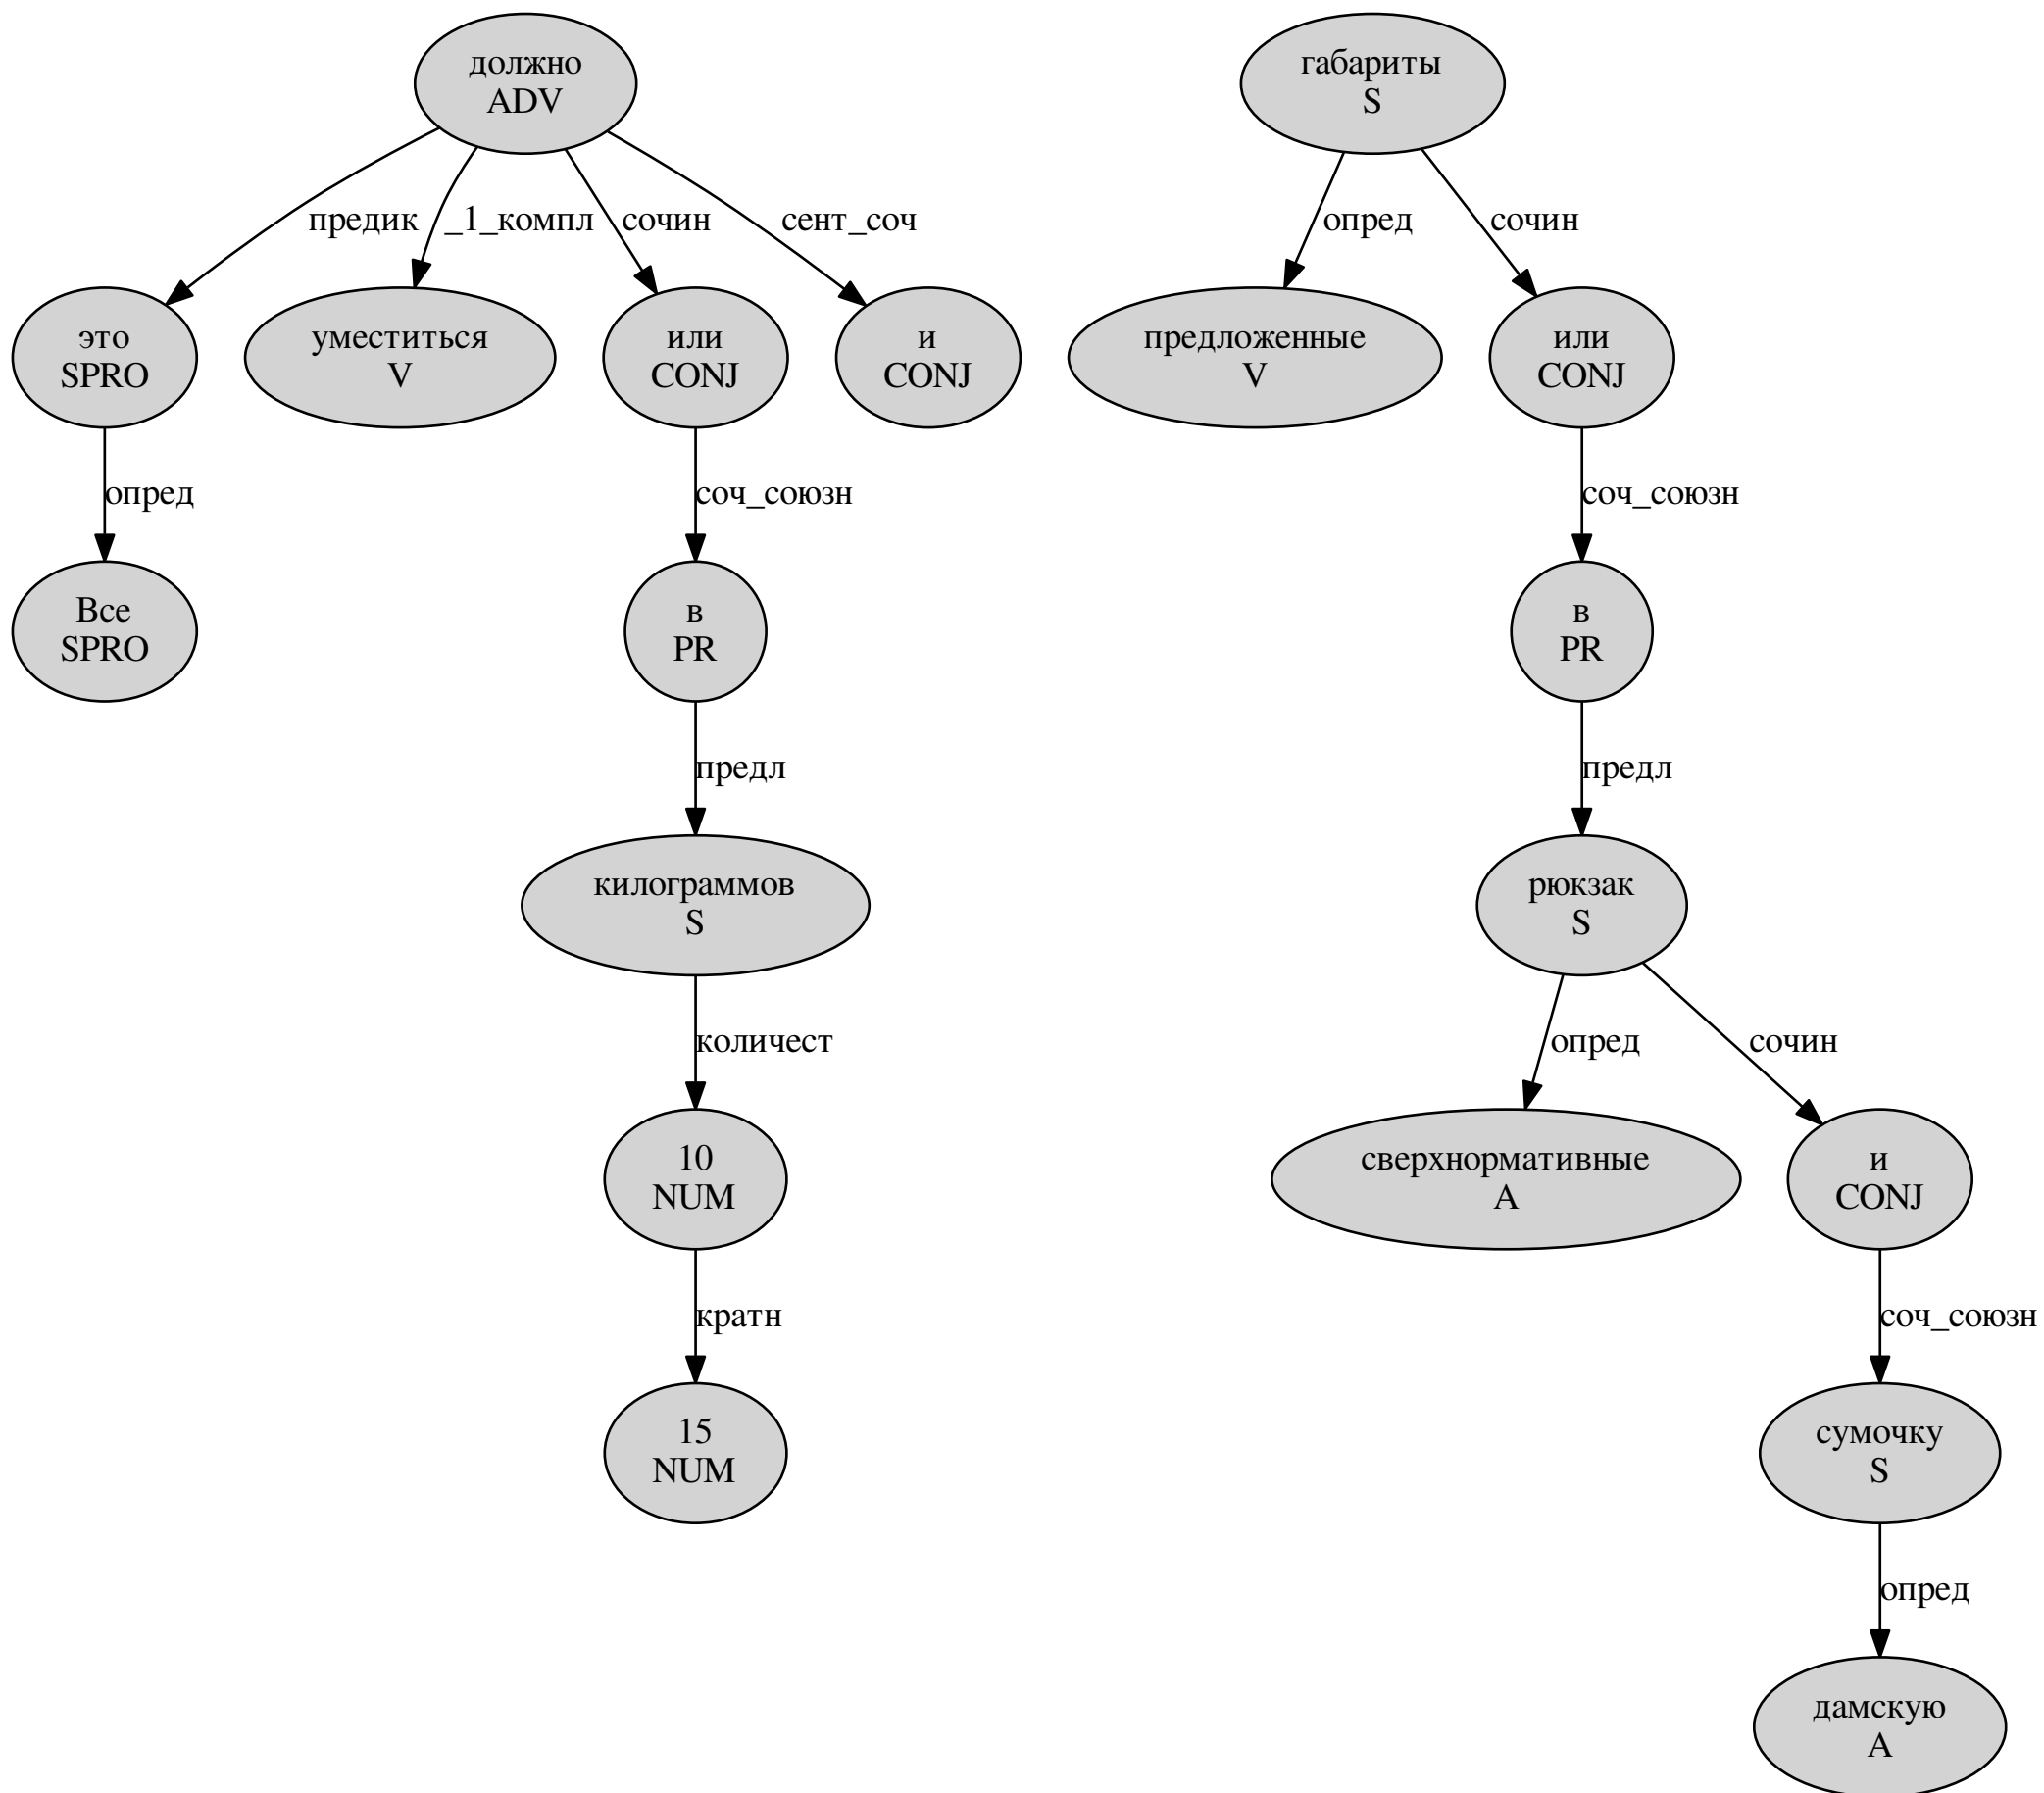 должно
ADV
габариты
S
предик
_1_компл
сочин
сент_соч
опред
сочин
это
SPRO
уместиться
V
или
CONJ
и
CONJ
предложенные
V
или
CONJ
опред
соч_союзн
соч_союзн
Все
SPRO
в
PR
в
PR
предл
предл
килограммов
S
рюкзак
S
количест
опред
сочин
10
NUM
сверхнормативные
A
и
CONJ
кратн
соч_союзн
15
NUM
сумочку
S
опред
дамскую
A